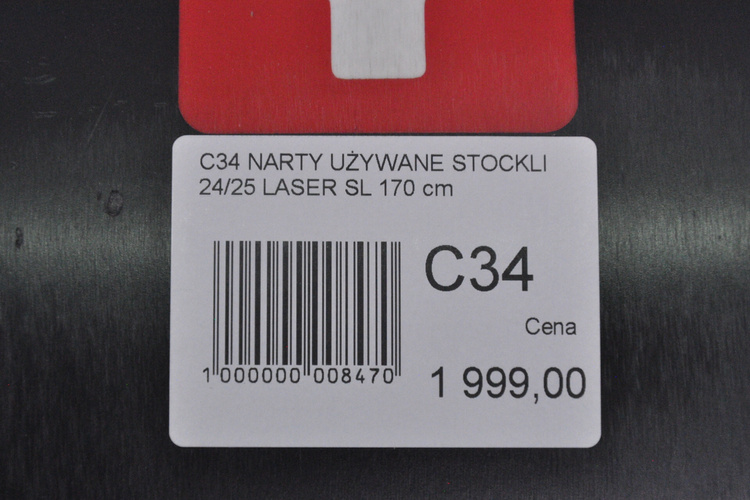 C34 NARTY UŻYWANE STOCKLI
24/25 LASER SL 170 cm
C34
Cena
1 999,00
1 000000 008470